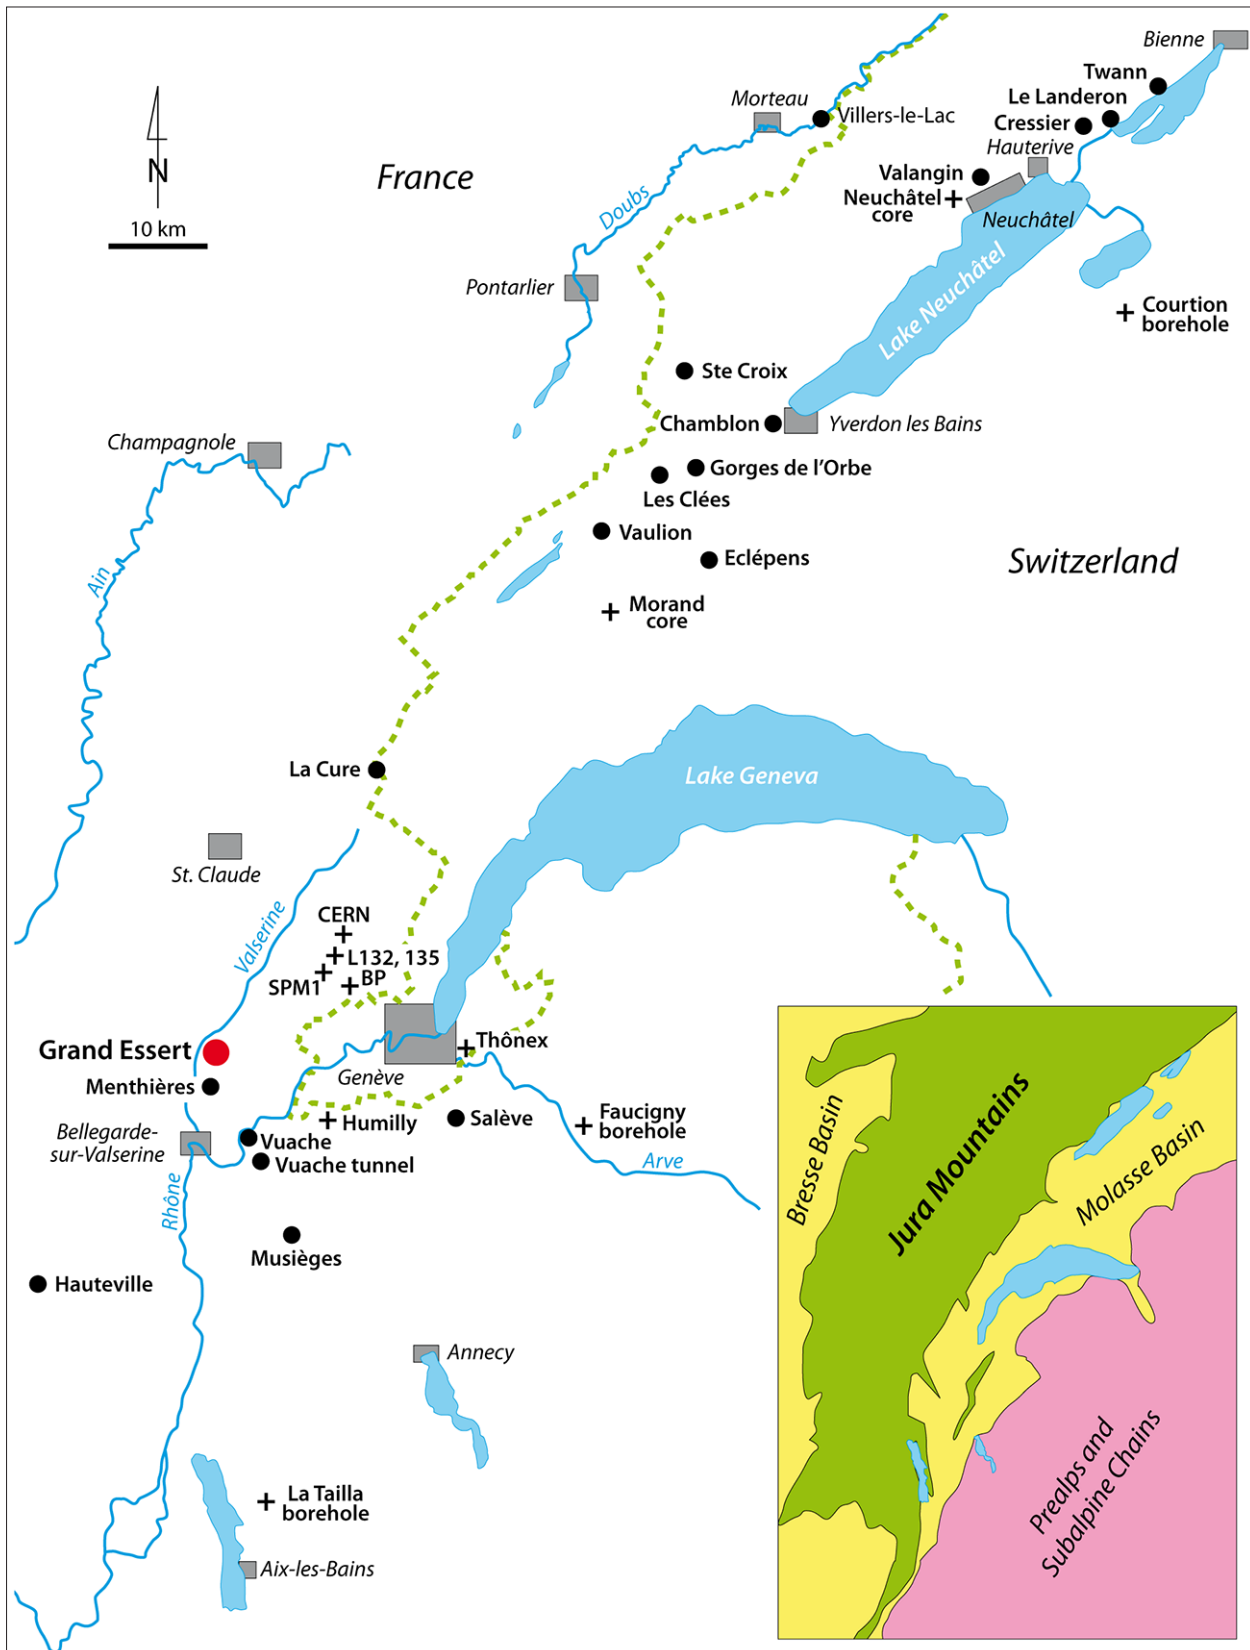 Bienne
Twann
Morteau
Le Landeron
Villers-le-Lac
Cressier
Hauterive
N
France
Valangin
Neuchâtel
core
Neuchâtel
Doubs
10 km
Pontarlier
Lake Neuchâtel
Courtion
borehole
Ste Croix
Chamblon
Yverdon les Bains
Champagnole
Gorges de l'Orbe
Les Clées
Vaulion
Eclépens
Switzerland
Ain
Morand
core
La Cure
Lake Geneva
St. Claude
Valserine
CERN
L132, 135
SPM1
BP
Grand Essert
Thônex
Genève
Menthières
Humilly
Salève
Faucigny
borehole
Bellegarde-
sur-Valserine
Vuache
Vuache tunnel
Arve
Rhône
Musièges
Hauteville
Annecy
La Tailla
borehole
Aix-les-Bains
Bresse Basin
Jura Mountains
Molasse Basin
Prealps and
Subalpine Chains